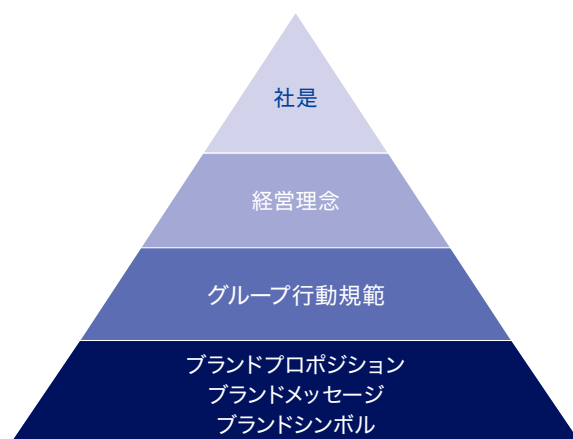 社是
経営理念
グループ行動規範
ブランドプロポジション
ブランドメッセージ
ブランドシンボル